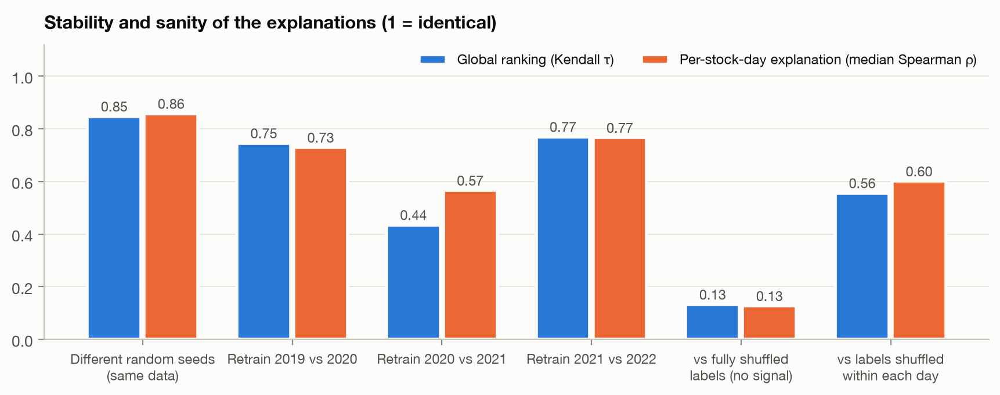 Stability and sanity of the explanations (1 = identical)
Global ranking (Kendall τ)
Per-stock-day explanation (median Spearman ρ)
1.0
0.8
0.6
0.4
0.2
0.0
0.85
0.86
0.75
0.73
0.44
0.57
0.77
0.77
0.13
0.13
0.56
0.60
Different random seeds
(same data)
Retrain 2019 vs 2020
Retrain 2020 vs 2021
Retrain 2021 vs 2022
vs fully shuffled
labels (no signal)
vs labels shuffled
within each day